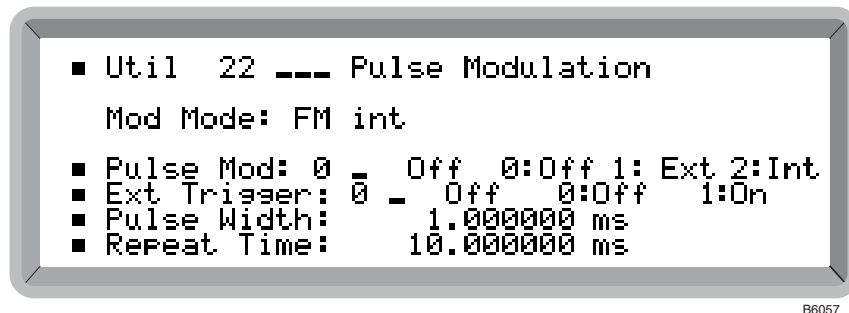 ▪ Util 22 ___ Pulse Modulation
Mod Mode: FM int
▪ Pulse Mod: 0 _ Off 0:Off 1: Ext 2:Int
▪ Ext Trigger: 0 _ Off 0:Off 1:On
▪ Pulse Width: 1.000000 ms
▪ Repeat Time: 10.000000 ms
B6057